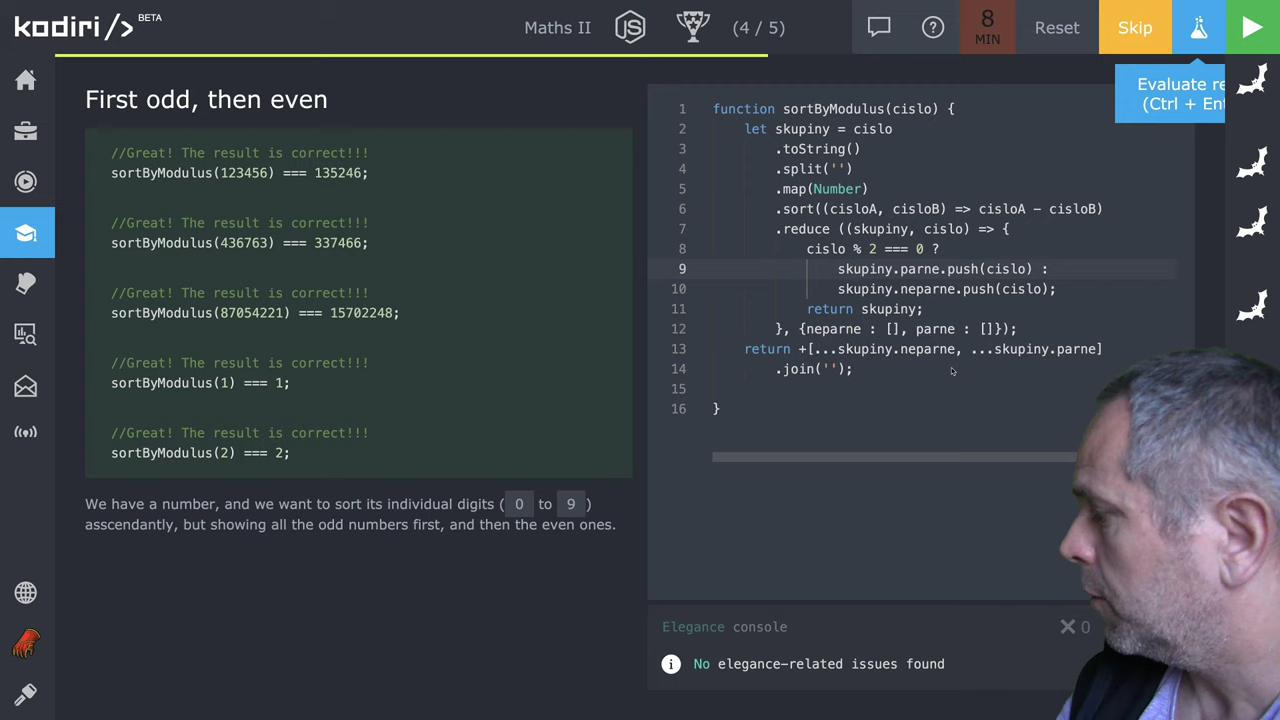 kodiri /> BETA
Maths II
JS
(4 / 5)
8
MIN
Reset
Skip
Evaluate re
(Ctrl + Ent
First odd, then even
//Great! The result is correct!!!
sortByModulus(123456) === 135246;
//Great! The result is correct!!!
sortByModulus(436763) === 337466;
//Great! The result is correct!!!
sortByModulus(87054221) === 15702248;
//Great! The result is correct!!!
sortByModulus(1) === 1;
//Great! The result is correct!!!
sortByModulus(2) === 2;
We have a number, and we want to sort its individual digits ( 0 to 9 )
asscendantly, but showing all the odd numbers first, and then the even ones.
1 function sortByModulus(cislo) {
2 let skupiny = cislo
3 .toString()
4 .split('')
5 .map(Number)
6 .sort((cisloA, cisloB) => cisloA - cisloB)
7 .reduce ((skupiny, cislo) => {
8 cislo % 2 === 0 ?
9 skupiny.parne.push(cislo) :
10 skupiny.neparne.push(cislo);
11 return skupiny;
12 }, {neparne : [], parne : []});
13 return +[...skupiny.neparne, ...skupiny.parne]
14 .join('');
15
16 }
Elegance console
0
No elegance-related issues found